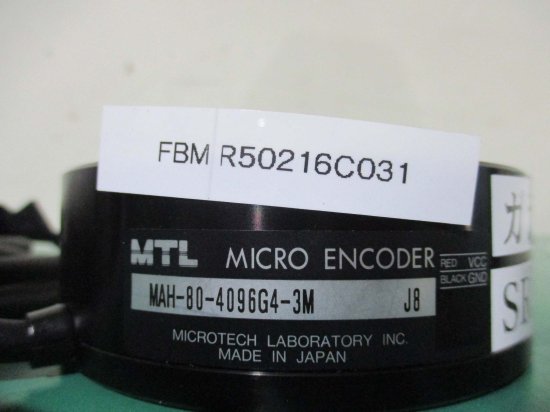 FBM R50216C031
MTL MICRO ENCODER
RED VCC
BLACK GND
MAH-80-4096G4-3M J8
MICROTECH LABORATORY INC.
MADE IN JAPAN
ガ